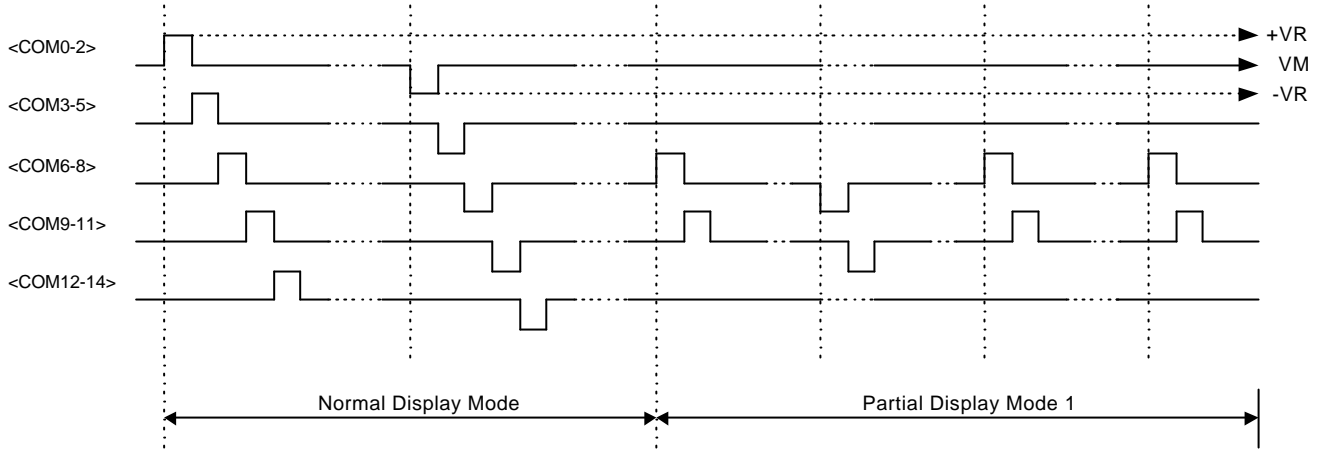 <COM0-2>
+VR
VM
-VR
<COM3-5>
<COM6-8>
<COM9-11>
<COM12-14>
Normal Display Mode
Partial Display Mode 1